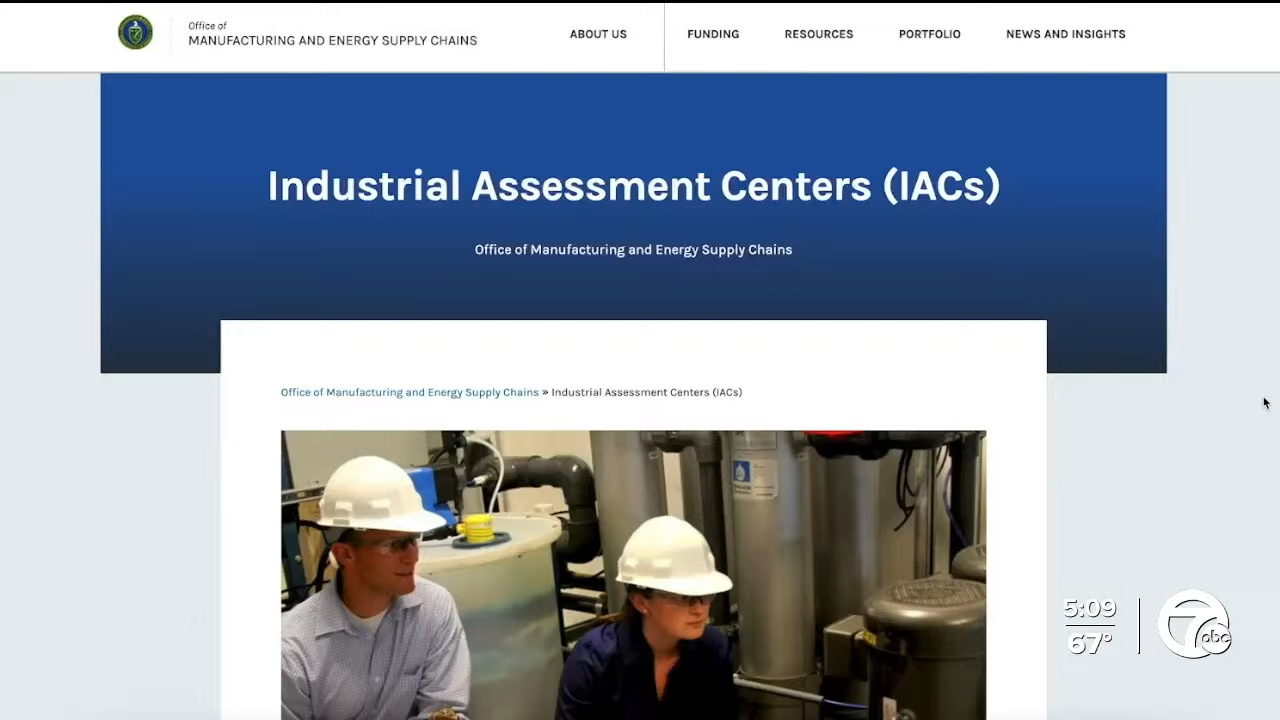 Office of
MANUFACTURING AND ENERGY SUPPLY CHAINS
ABOUT US
FUNDING
RESOURCES
PORTFOLIO
NEWS AND INSIGHTS
Industrial Assessment Centers (IACs)
Office of Manufacturing and Energy Supply Chains
Office of Manufacturing and Energy Supply Chains » Industrial Assessment Centers (IACs)
5:09
67°
7 abc